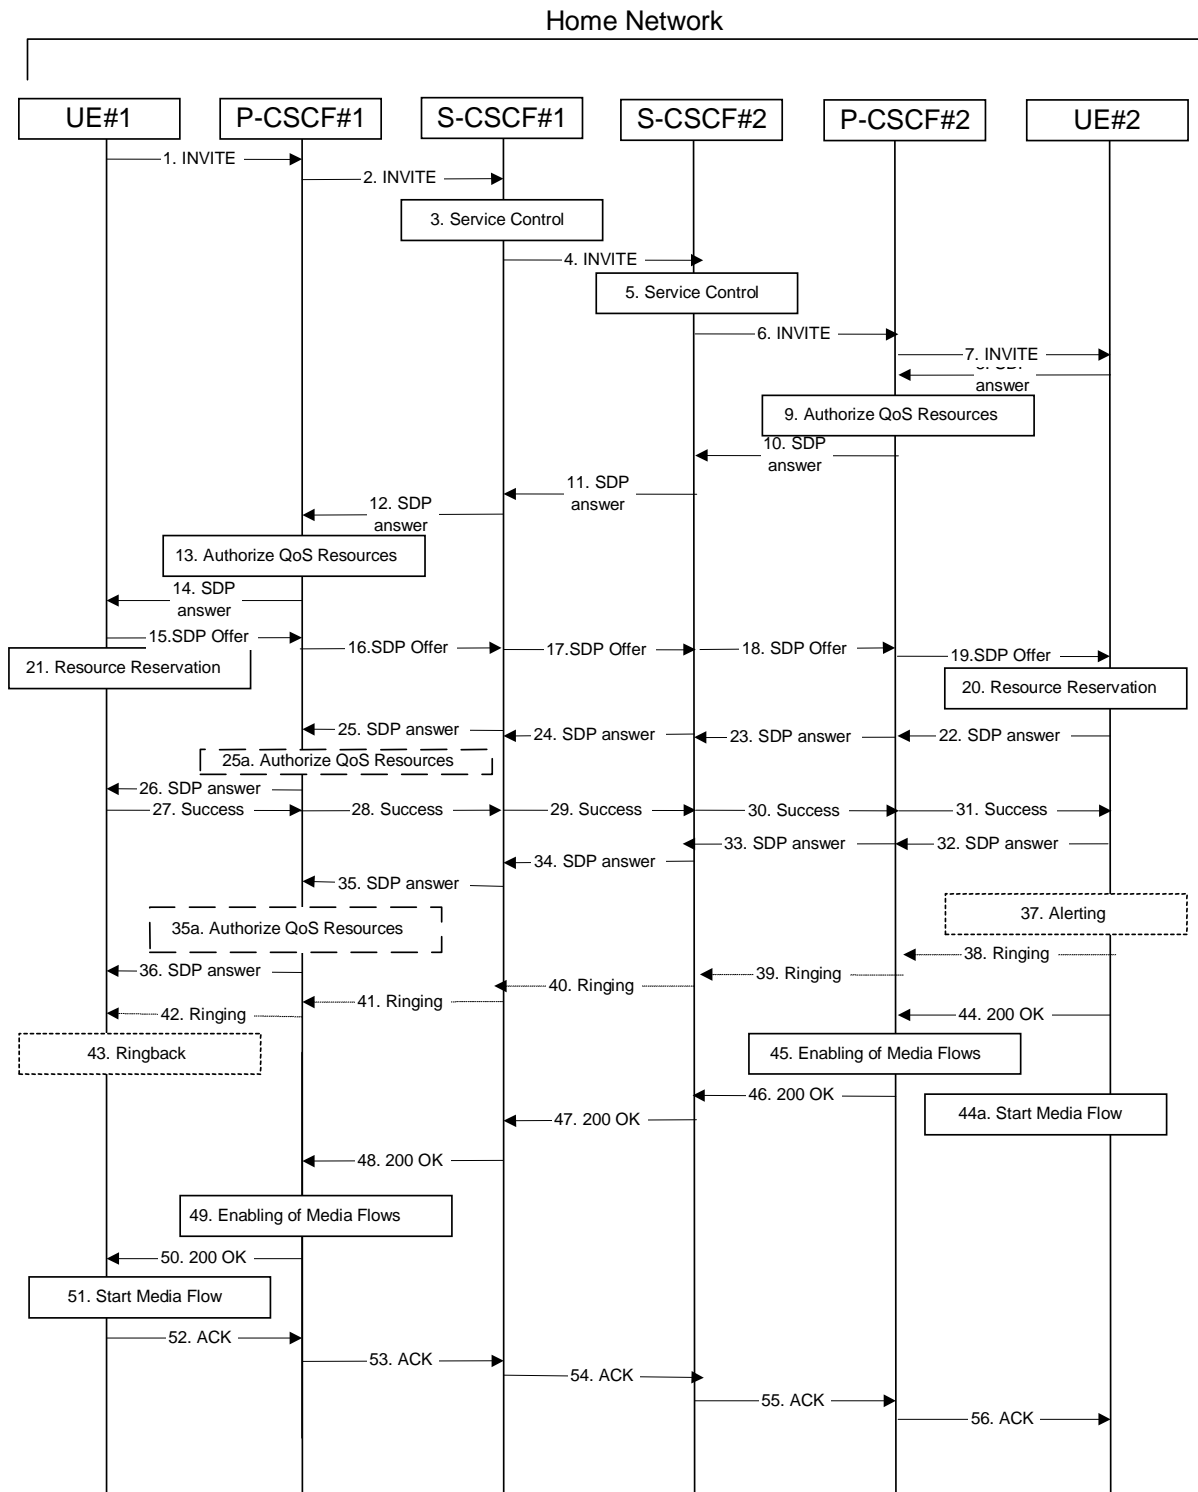 Home Network
UE#1
P-CSCF#1
S-CSCF#1
S-CSCF#2
P-CSCF#2
UE#2
1. INVITE
2. INVITE
3. Service Control
4. INVITE
5. Service Control
6. INVITE
7. INVITE
answer
9. Authorize QoS Resources
10. SDP
answer
11. SDP
answer
12. SDP
answer
13. Authorize QoS Resources
14. SDP
answer
15.SDP Offer
16.SDP Offer
17.SDP Offer
18. SDP Offer
19.SDP Offer
21. Resource Reservation
20. Resource Reservation
25. SDP answer
24. SDP answer
23. SDP answer
22. SDP answer
25a. Authorize QoS Resources
26. SDP answer
27. Success
28. Success
29. Success
30. Success
31. Success
33. SDP answer
32. SDP answer
34. SDP answer
35. SDP answer
37. Alerting
35a. Authorize QoS Resources
38. Ringing
36. SDP answer
39. Ringing
40. Ringing
41. Ringing
42. Ringing
44. 200 OK
43. Ringback
45. Enabling of Media Flows
46. 200 OK
44a. Start Media Flow
47. 200 OK
48. 200 OK
49. Enabling of Media Flows
50. 200 OK
51. Start Media Flow
52. ACK
53. ACK
54. ACK
55. ACK
56. ACK